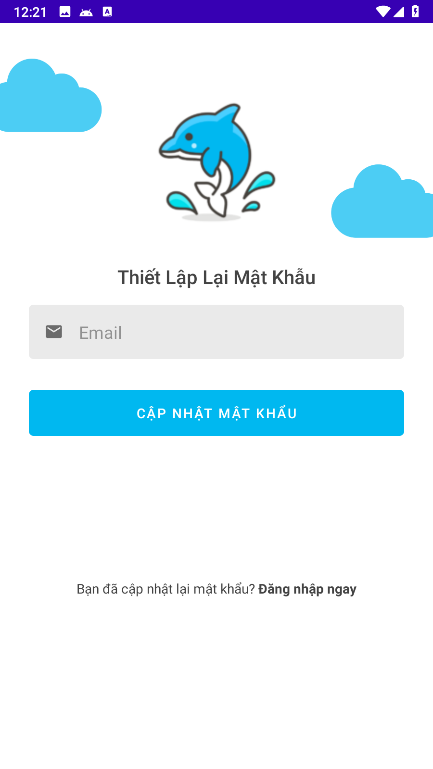 12:21
Thiết Lập Lại Mật Khẫu
Email
CẬP NHẬT MẬT KHẨU
Bạn đã cập nhật lại mật khẩu? Đăng nhập ngay